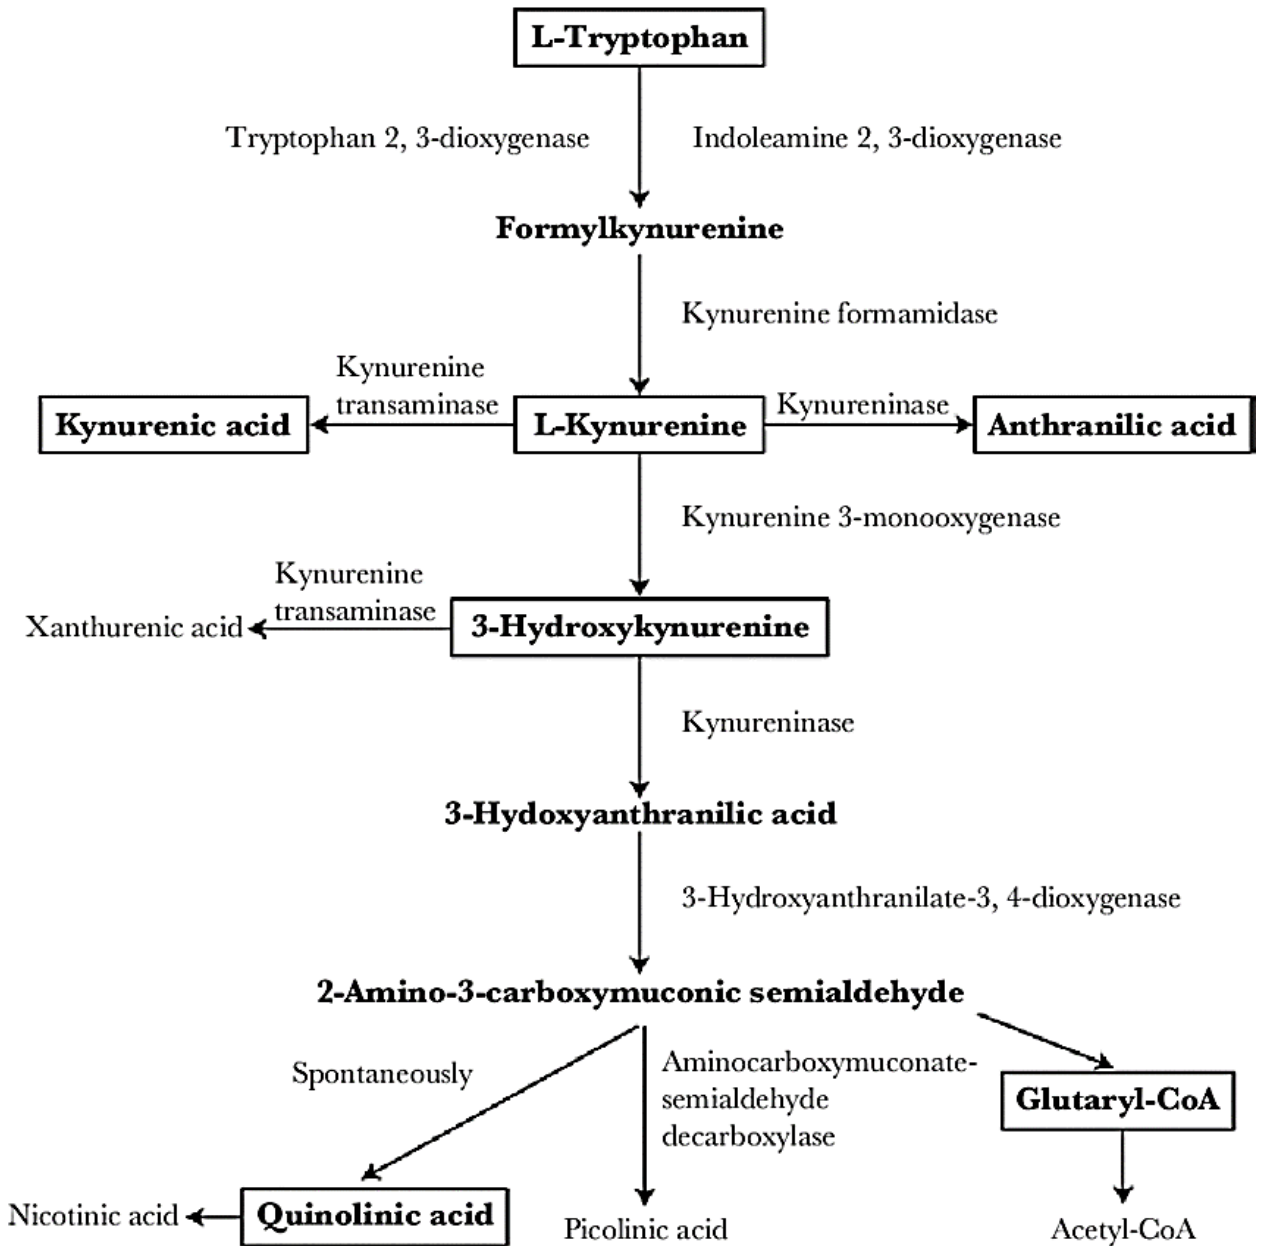 L-Tryptophan
Tryptophan 2, 3-dioxygenase
Indoleamine 2, 3-dioxygenase
Formylkynurenine
Kynurenine formamidase
Kynurenine
transaminase
Kynurenic acid
L-Kynurenine
Kynureninase
Anthranilic acid
Kynurenine 3-monooxygenase
Kynurenine
transaminase
Xanthurenic acid
3-Hydroxykynurenine
Kynureninase
3-Hydoxyanthranilic acid
3-Hydroxyanthranilate-3, 4-dioxygenase
2-Amino-3-carboxymuconic semialdehyde
Spontaneously
Aminocarboxymuconate-
semialdehyde
decarboxylase
Glutaryl-CoA
Nicotinic acid
Quinolinic acid
Picolinic acid
Acetyl-CoA